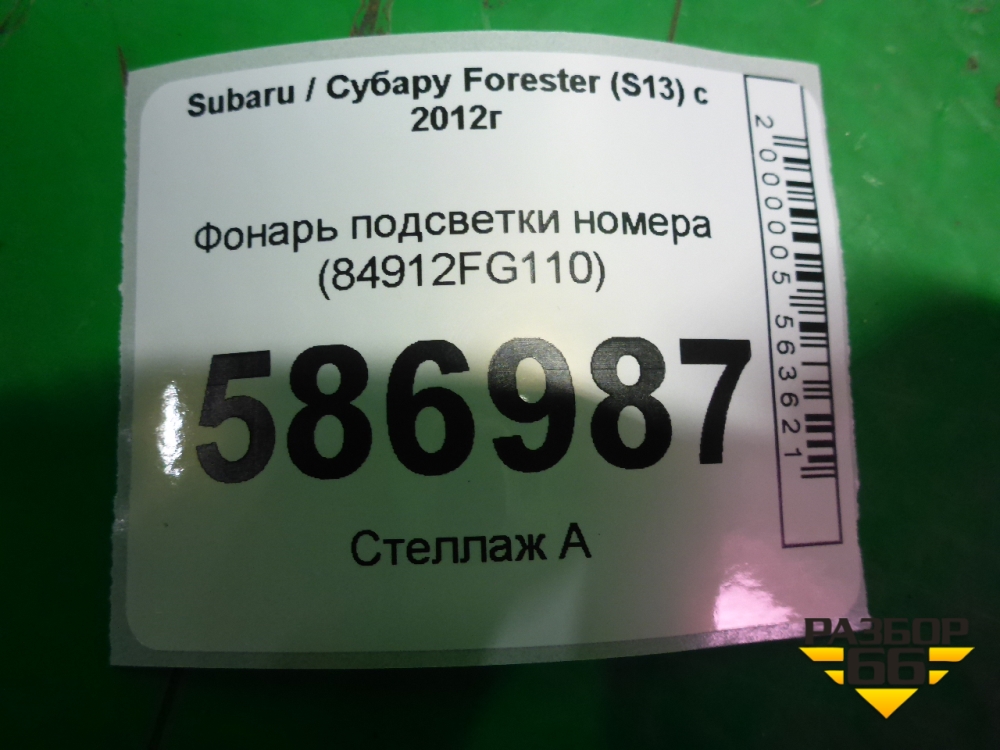 Subaru / Субару Forester (S13) с
2012г
Фонарь подсветки номера
(84912FG110)
586987
Стеллаж А
2000005563621
РАЗБОР
66